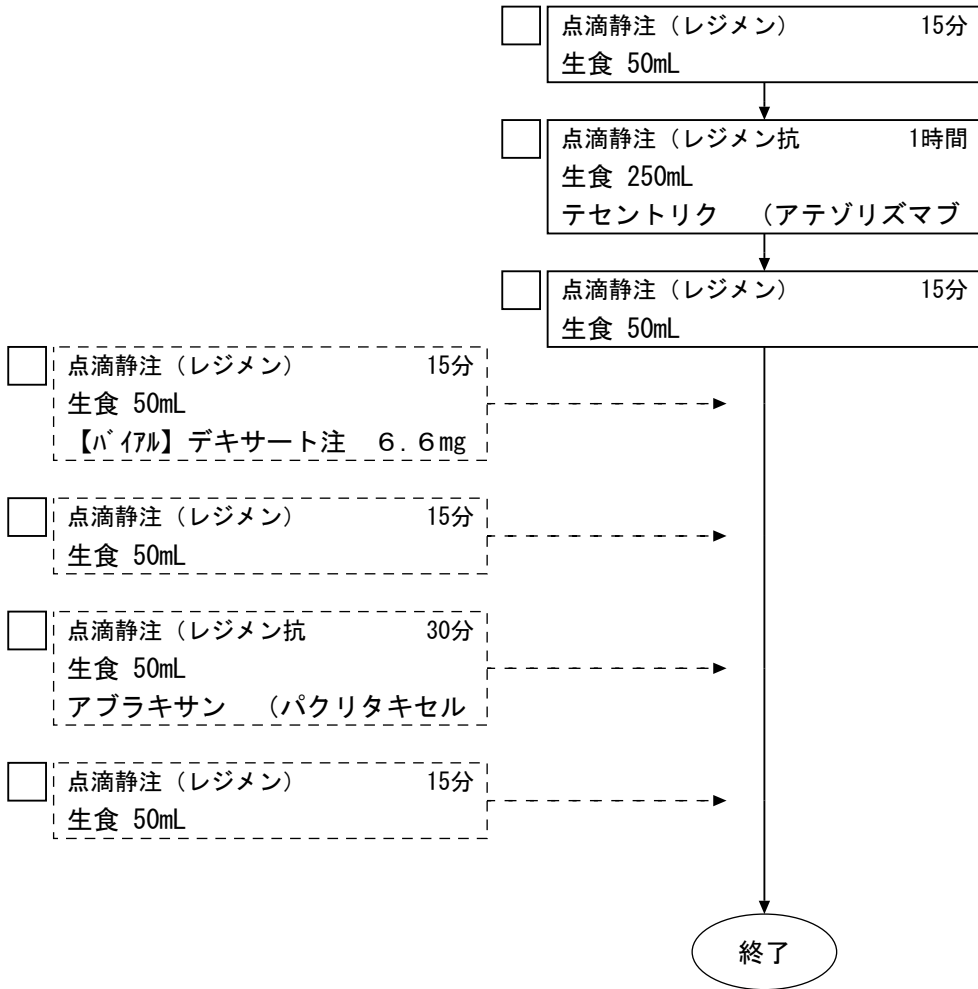 点滴静注（レジメン） 15分
生食 50mL
点滴静注（レジメン抗 1時間
生食 250mL
テセントリク （アテゾリズマブ
点滴静注（レジメン） 15分
生食 50mL
点滴静注（レジメン） 15分
生食 50mL
【ﾊﾞｲｱﾙ】デキサート注 ６.６mg
点滴静注（レジメン） 15分
生食 50mL
点滴静注（レジメン抗 30分
生食 50mL
アブラキサン （パクリタキセル
点滴静注（レジメン） 15分
生食 50mL
終了